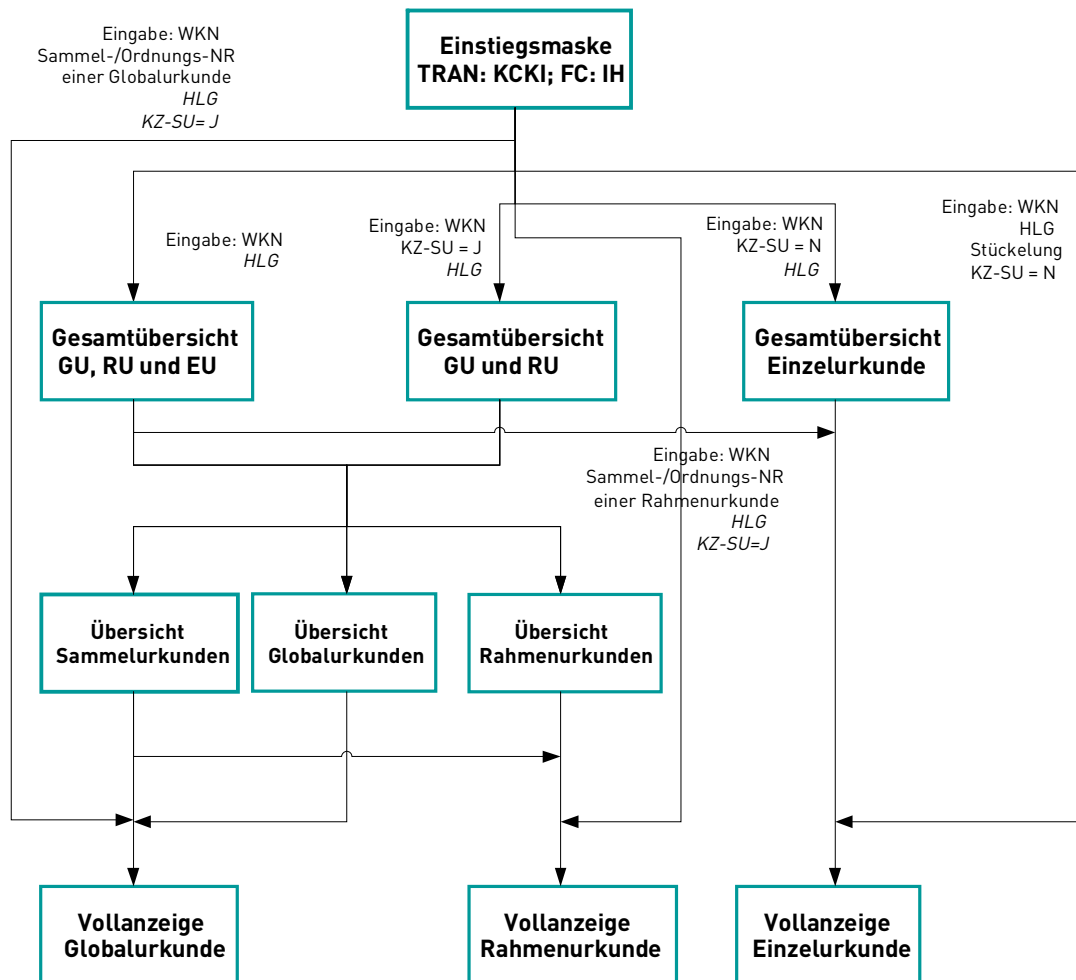 Eingabe: WKN
Sammel-/Ordnungs-NR
einer Globalurkunde
HLG
KZ-SU= J
Einstiegsmaske
TRAN: KCKI; FC: IH
Eingabe: WKN
HLG
Eingabe: WKN
KZ-SU = J
HLG
Eingabe: WKN
KZ-SU = N
HLG
Eingabe: WKN
HLG
Stückelung
KZ-SU = N
Gesamtübersicht
GU, RU und EU
Gesamtübersicht
GU und RU
Gesamtübersicht
Einzelurkunde
Eingabe: WKN
Sammel-/Ordnungs-NR
einer Rahmenurkunde
HLG
KZ-SU=J
Übersicht
Sammelurkunden
Übersicht
Globalurkunden
Übersicht
Rahmenurkunden
Vollanzeige
Globalurkunde
Vollanzeige
Rahmenurkunde
Vollanzeige
Einzelurkunde